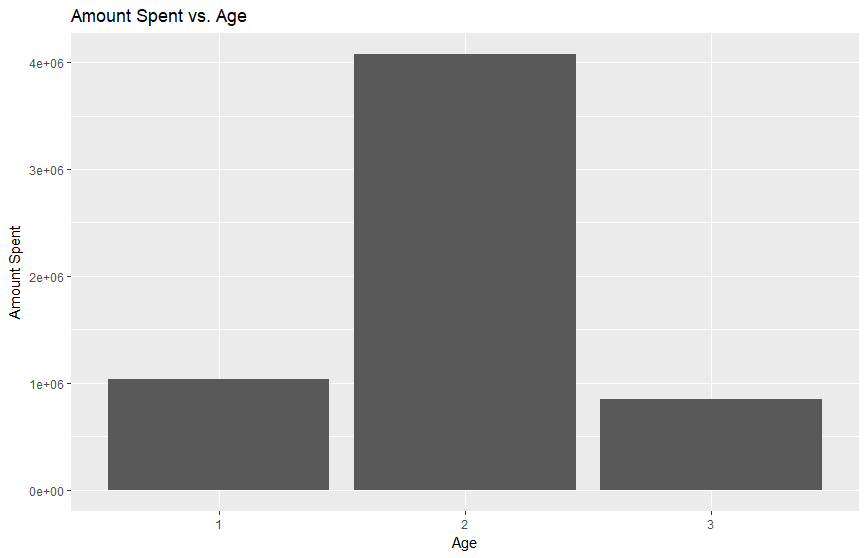 Amount Spent vs. Age
4e+06
3e+06
2e+06
1e+06
0e+00
Amount Spent
1
2
3
Age